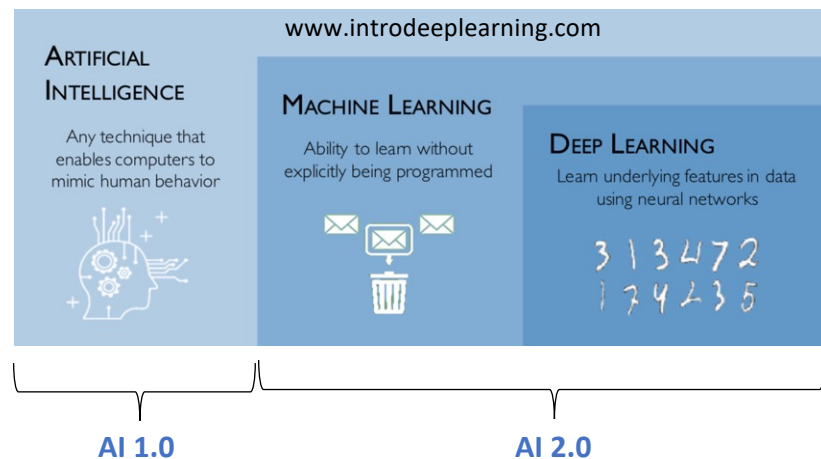 www.introdeeplearning.com
ARTIFICIAL
INTELLIGENCE
Any technique that
enables computers to
mimic human behavior
MACHINE LEARNING
Ability to learn without
explicitly being programmed
DEEP LEARNING
Learn underlying features in data
using neural networks
3 1 3 4 7 2
1 7 4 2 3 5
AI 1.0
AI 2.0